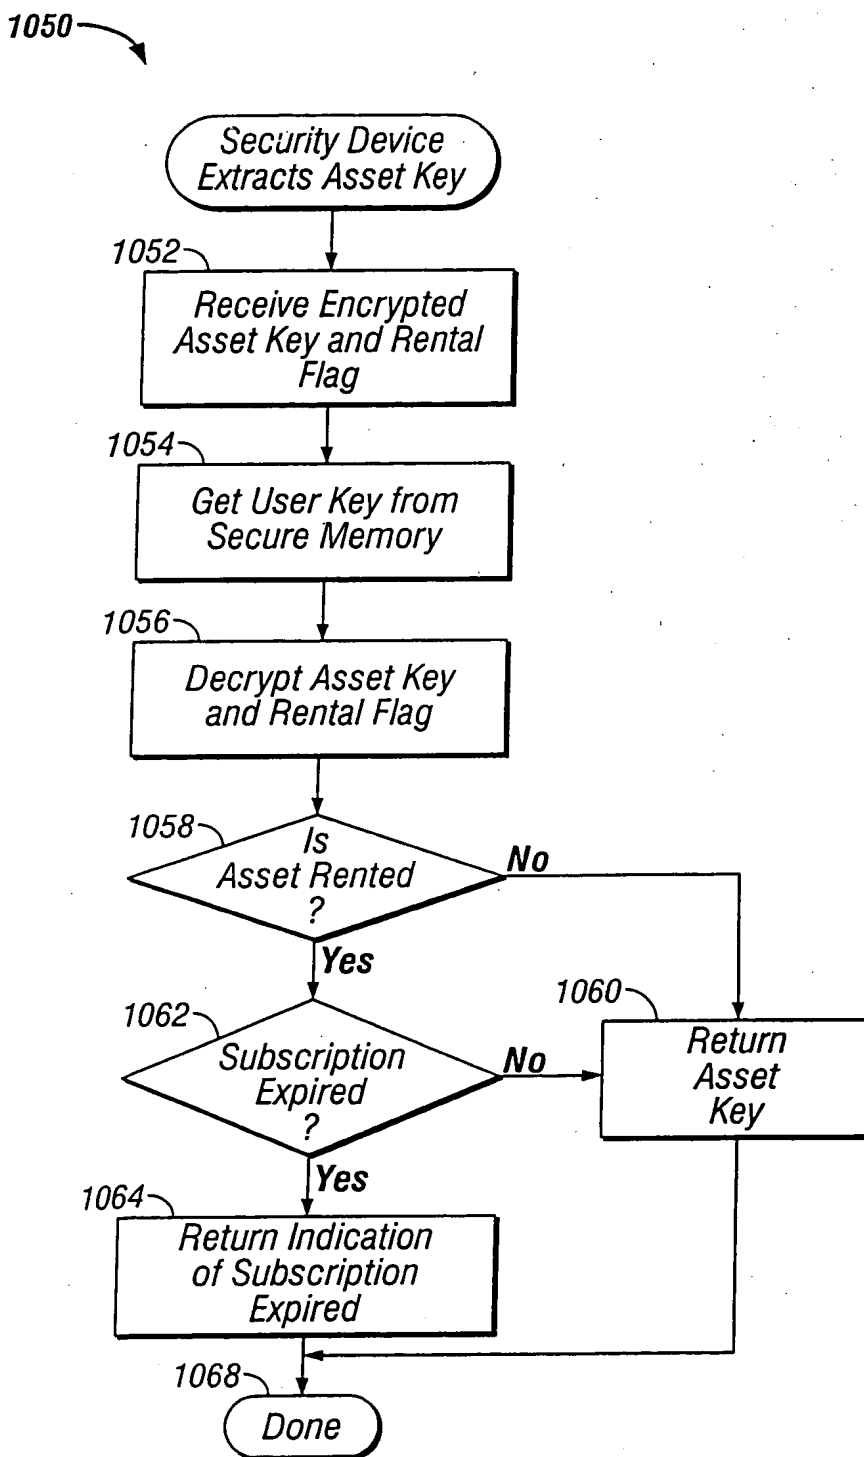 1050
Security Device
Extracts Asset Key
1052
Receive Encrypted
Asset Key and Rental
Flag
1054
Get User Key from
Secure Memory
1056
Decrypt Asset Key
and Rental Flag
1058
Is
Asset Rented
?
No
Yes
1062
Subscription
Expired
?
No
1060
Return
Asset
Key
Yes
1064
Return Indication
of Subscription
Expired
1068
Done